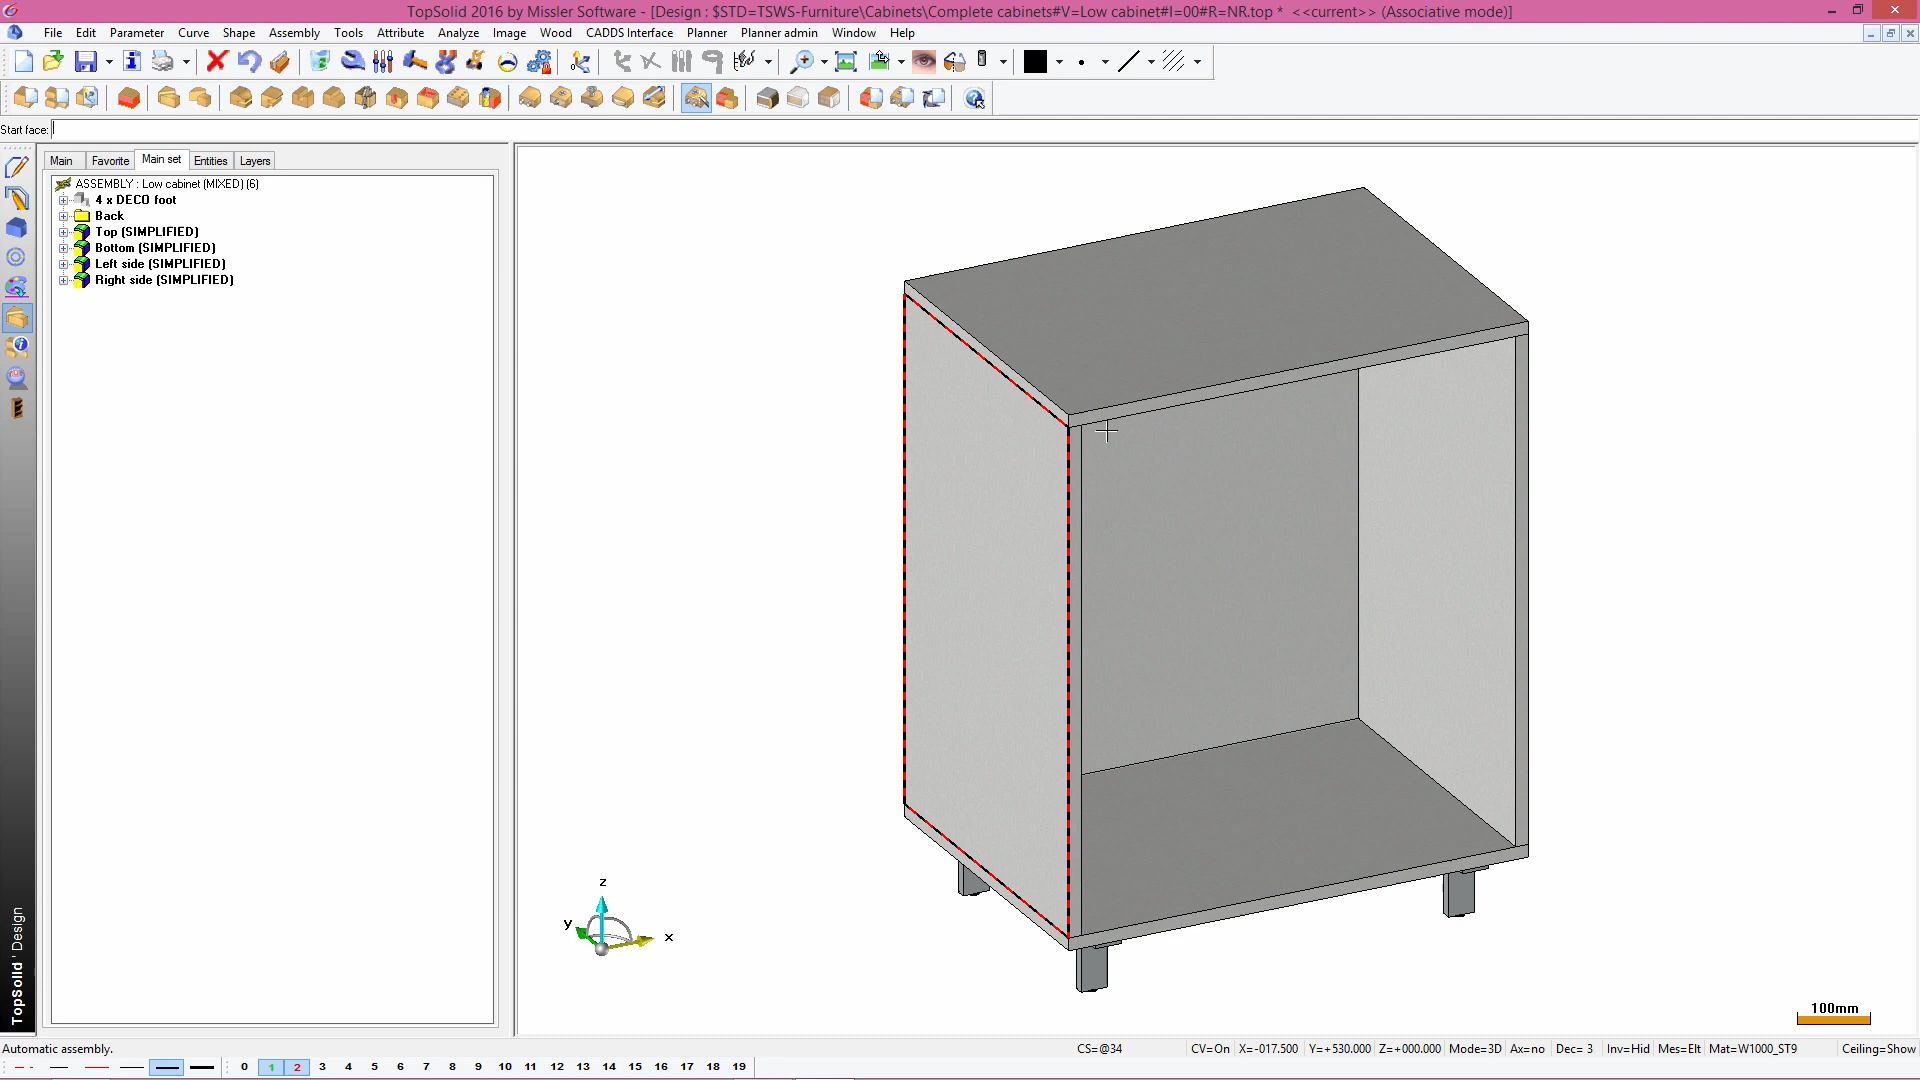 TopSolid 2016 by Missler Software - [Design : $STD=TSWS-Furniture\Cabinets\Complete cabinets#V=Low cabinet#I=00#R=NR.top * <<current>> (Associative mode)]
File Edit Parameter Curve Shape Assembly Tools Attribute Analyze Image Wood CADDS Interface Planner Planner admin Window Help
Start face:
Main Favorite Main set Entities Layers
ASSEMBLY : Low cabinet (MIXED) (6)
4 x DECO foot
Back
Top (SIMPLIFIED)
Bottom (SIMPLIFIED)
Left side (SIMPLIFIED)
Right side (SIMPLIFIED)
z
y
x
100mm
TopSolid ' Design
Automatic assembly. CS=@34 CV=On X=-017.500 Y=+530.000 Z=+000.000 Mode=3D Ax=no Dec= 3 Inv=Hid Mes=Elt Mat=W1000_ST9 Ceiling=Show
0 1 2 3 4 5 6 7 8 9 10 11 12 13 14 15 16 17 18 19